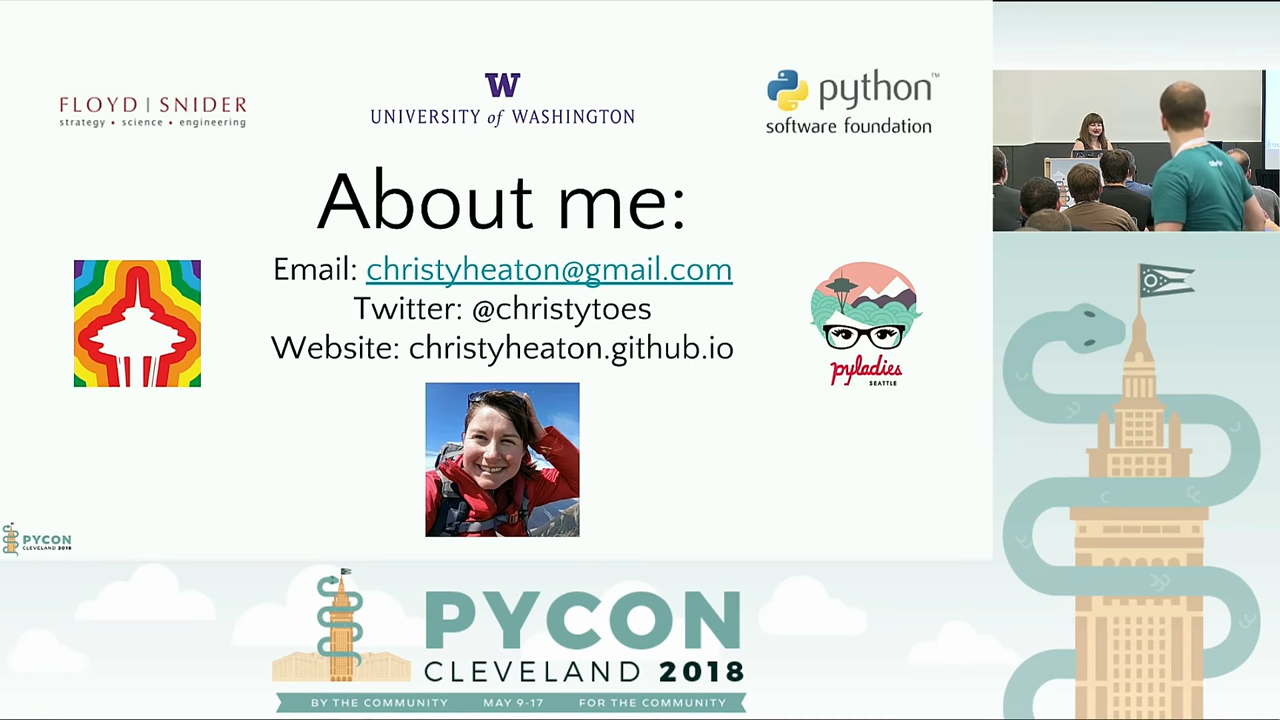 FLOYD | SNIDER
strategy • science • engineering
W
UNIVERSITY of WASHINGTON
python™
software foundation
About me:
Email: christyheaton@gmail.com
Twitter: @christytoes
Website: christyheaton.github.io
pyladies
SEATTLE
PYCON
CLEVELAND 2018
PYCON
CLEVELAND 2018
BY THE COMMUNITY MAY 9-17 FOR THE COMMUNITY